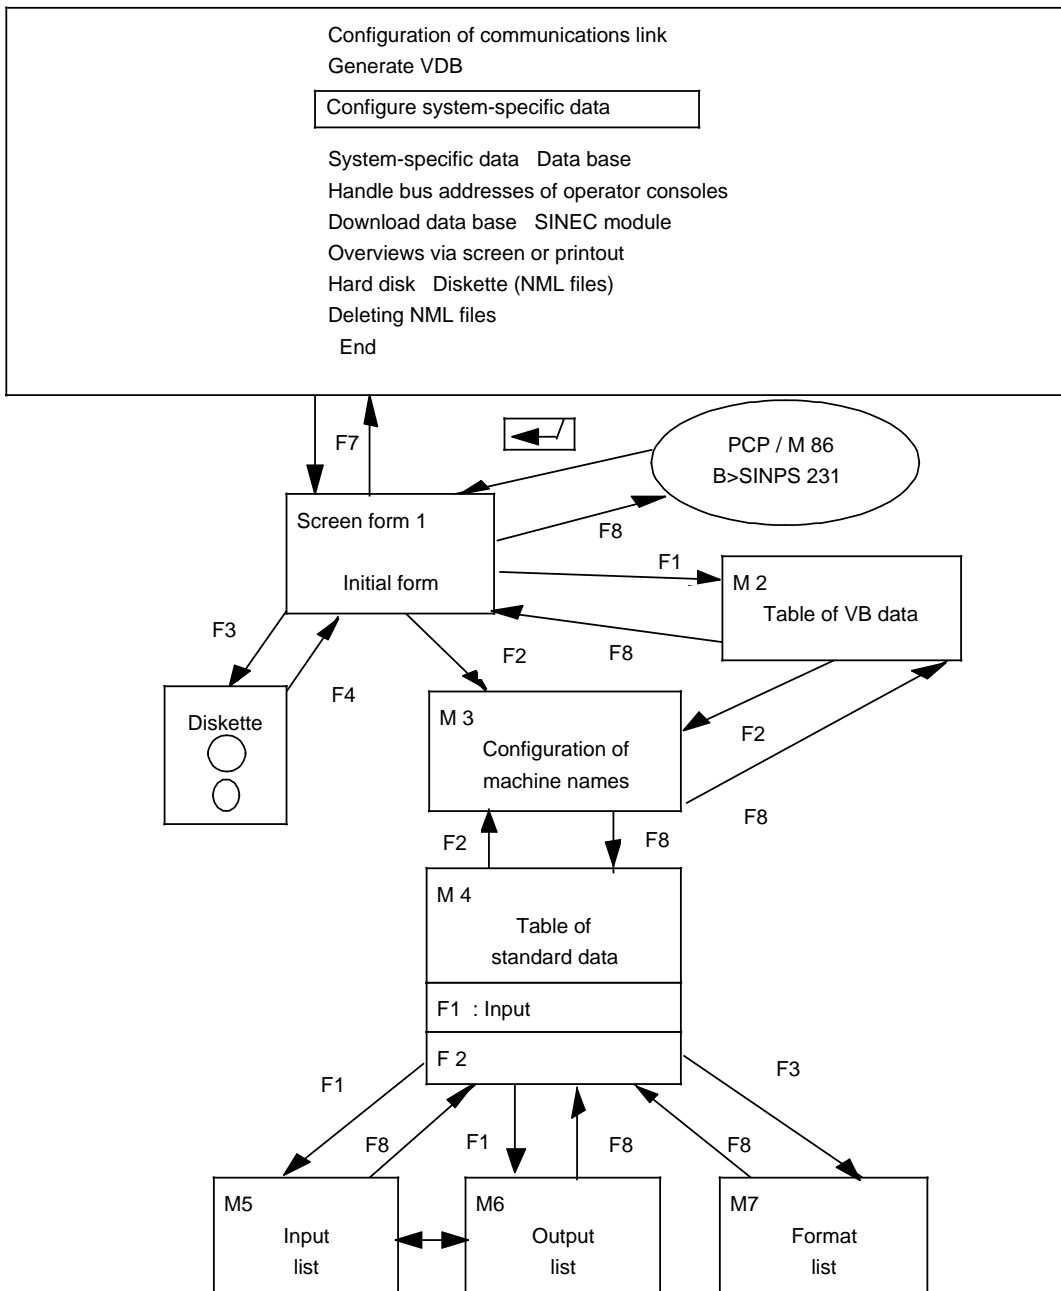 Configuration of communications link
Generate VDB
Configure system-specific data
System-specific data Data base
Handle bus addresses of operator consoles
Download data base SINEC module
Overviews via screen or printout
Hard disk Diskette (NML files)
Deleting NML files
End
F7
PCP / M 86
B>SINPS 231
Screen form 1
Initial form
F8
F1
M 2
Table of VB data
F3
F4
F2
F8
Diskette
M 3
Configuration of
machine names
F2
F8
F2
F8
M 4
Table of
standard data
F1 : Input
F 2
F1
F8
F1
F8
F8
F3
M5
Input
list
M6
Output
list
M7
Format
list